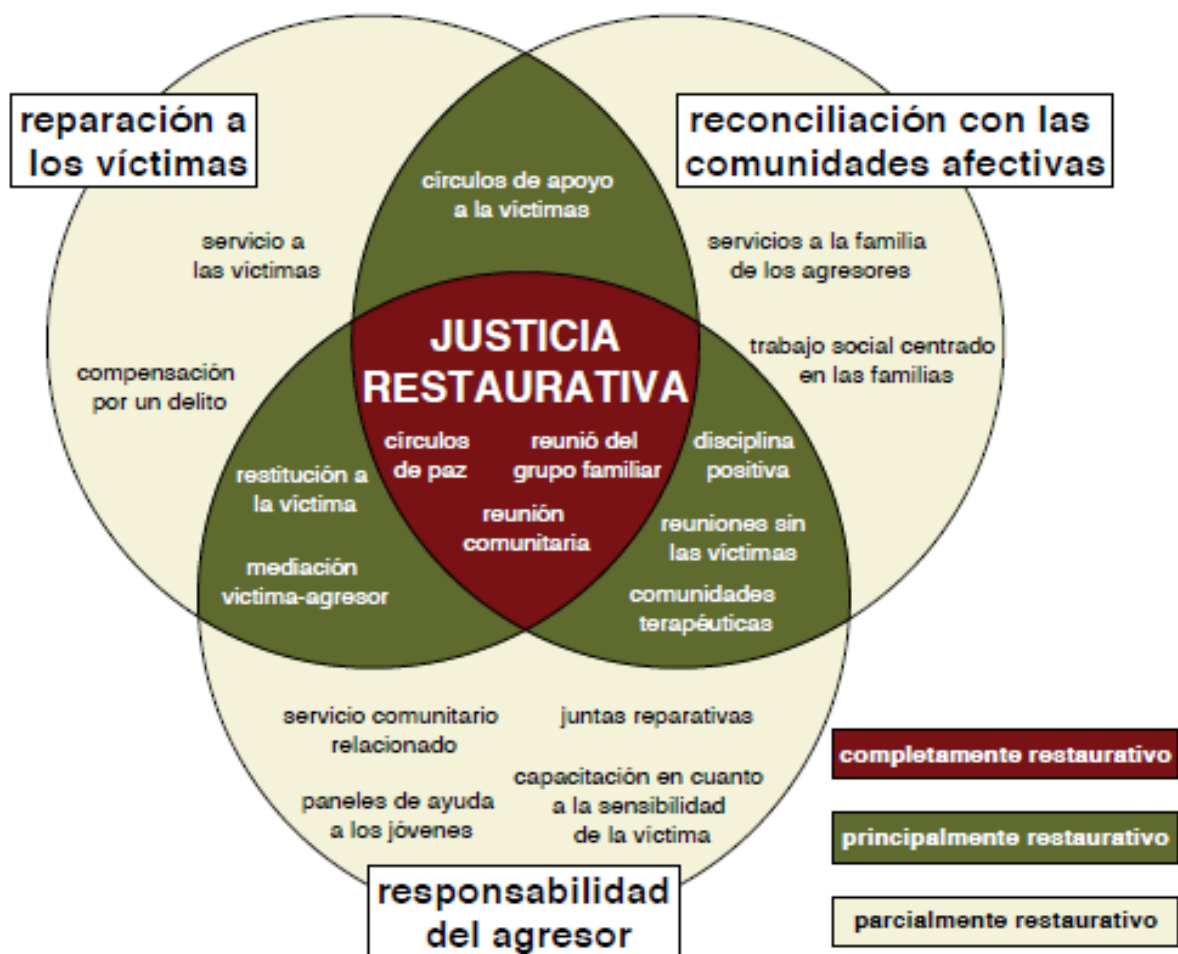 reparación a
los víctimas
reconciliación con las
comunidades afectivas
círculos de apoyo
a la víctimas
servicio a
las víctimas
servicios a la familia
de los agresores
compensación
por un delito
trabajo social centrado
en las familias
JUSTICIA
RESTAURATIVA
círculos
de paz
reunió del
grupo familiar
reunión
comunitaria
disciplina
positiva
restitución a
la víctima
reuniones sin
las víctimas
mediación
victima-agresor
comunidades
terapéuticas
servicio comunitario
relacionado
juntas reparativas
paneles de ayuda
a los jóvenes
capacitación en cuanto
a la sensibilidad
de la víctima
responsabilidad
del agresor
completamente restaurativo
principalmente restaurativo
parcialmente restaurativo